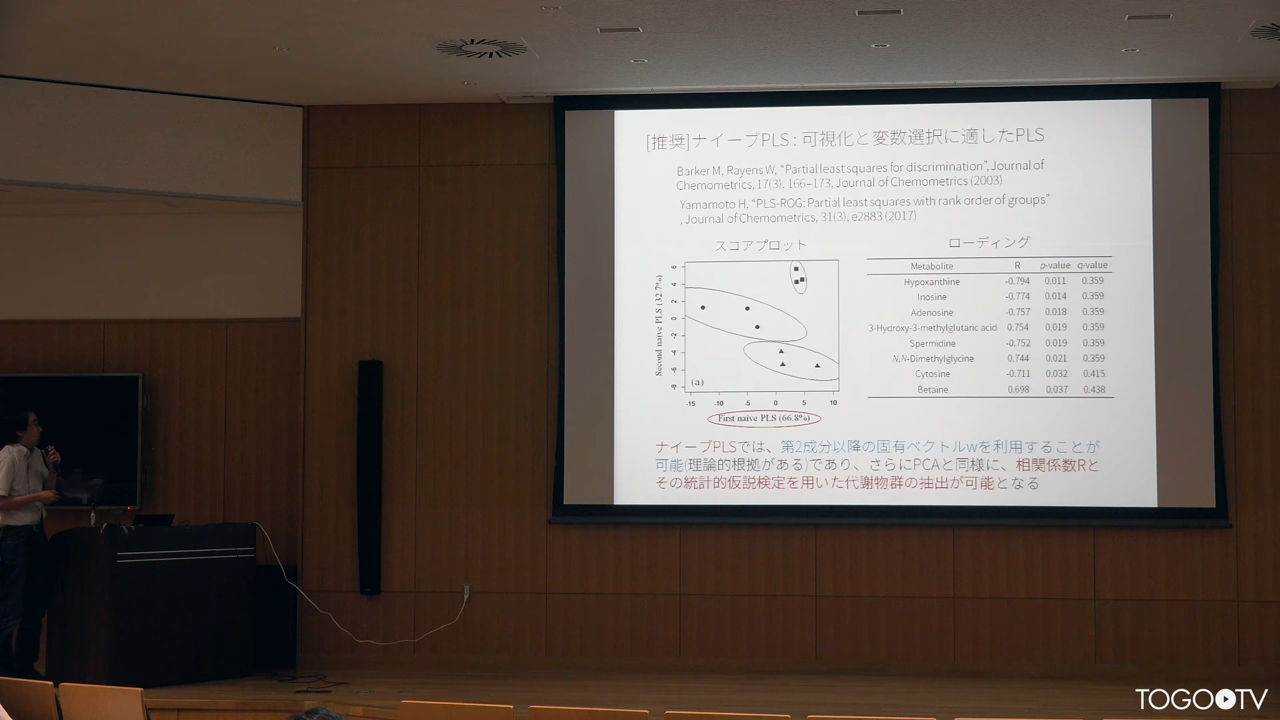 [推奨]ナイーブPLS : 可視化と変数選択に適したPLS
Barker M, Rayens W, “Partial least squares for discrimination”, Journal of
Chemometrics, 17(3), 166–173, Journal of Chemometrics (2003)
Yamamoto H, “PLS-ROG: Partial least squares with rank order of groups”
, Journal of Chemometrics, 31(3), e2883 (2017)
スコアプロット
Second naïve PLS (32.7%)
6
4
2
0
-2
-4
-6
-8
(a)
-15 -10 -5 0 5 10
First naïve PLS (66.8%)
ローディング
Metabolite R p-value q-value
Hypoxanthine -0.794 0.011 0.359
Inosine -0.774 0.014 0.359
Adenosine -0.757 0.018 0.359
3-Hydroxy-3-methylglutaric acid 0.754 0.019 0.359
Spermidine -0.752 0.019 0.359
N,N-Dimethylglycine 0.744 0.021 0.359
Cytosine -0.711 0.032 0.415
Betaine 0.698 0.037 0.438
ナイーブPLSでは、第2成分以降の固有ベクトルwを利用することが
可能(理論的根拠がある)であり、さらにPCAと同様に、相関係数Rと
その統計的仮説検定を用いた代謝物群の抽出が可能となる
TOGO TV